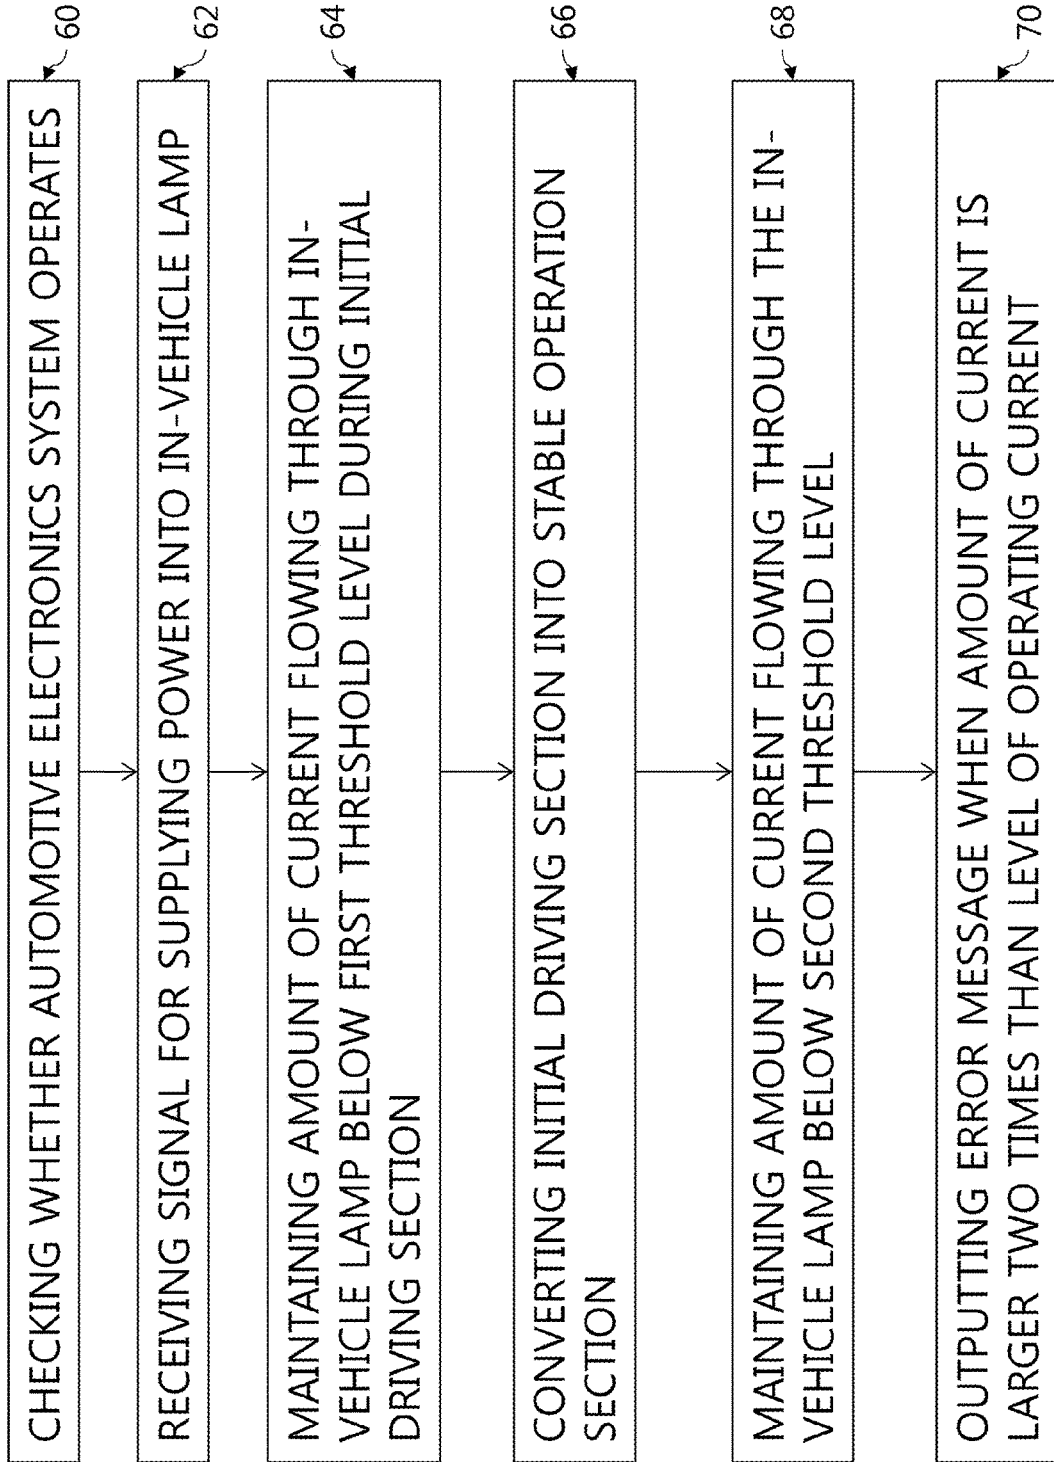 CHECKING WHETHER AUTOMOTIVE ELECTRONICS SYSTEM OPERATES
60
RECEIVING SIGNAL FOR SUPPLYING POWER INTO IN-VEHICLE LAMP
62
MAINTAINING AMOUNT OF CURRENT FLOWING THROUGH IN-
VEHICLE LAMP BELOW FIRST THRESHOLD LEVEL DURING INITIAL
DRIVING SECTION
64
CONVERTING INITIAL DRIVING SECTION INTO STABLE OPERATION
SECTION
66
MAINTAINING AMOUNT OF CURRENT FLOWING THROUGH THE IN-
VEHICLE LAMP BELOW SECOND THRESHOLD LEVEL
68
OUTPUTTING ERROR MESSAGE WHEN AMOUNT OF CURRENT IS
LARGER TWO TIMES THAN LEVEL OF OPERATING CURRENT
70